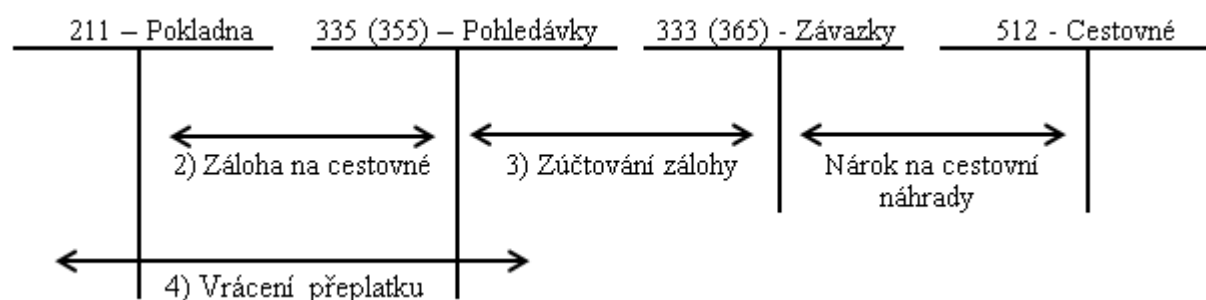 211 – Pokladna
335 (355) – Pohledávky
333 (365) - Závazky
512 - Cestovné
2) Záloha na cestovné
3) Zúčtování zálohy
Nárok na cestovní
náhrady
4) Vrácení přeplatku